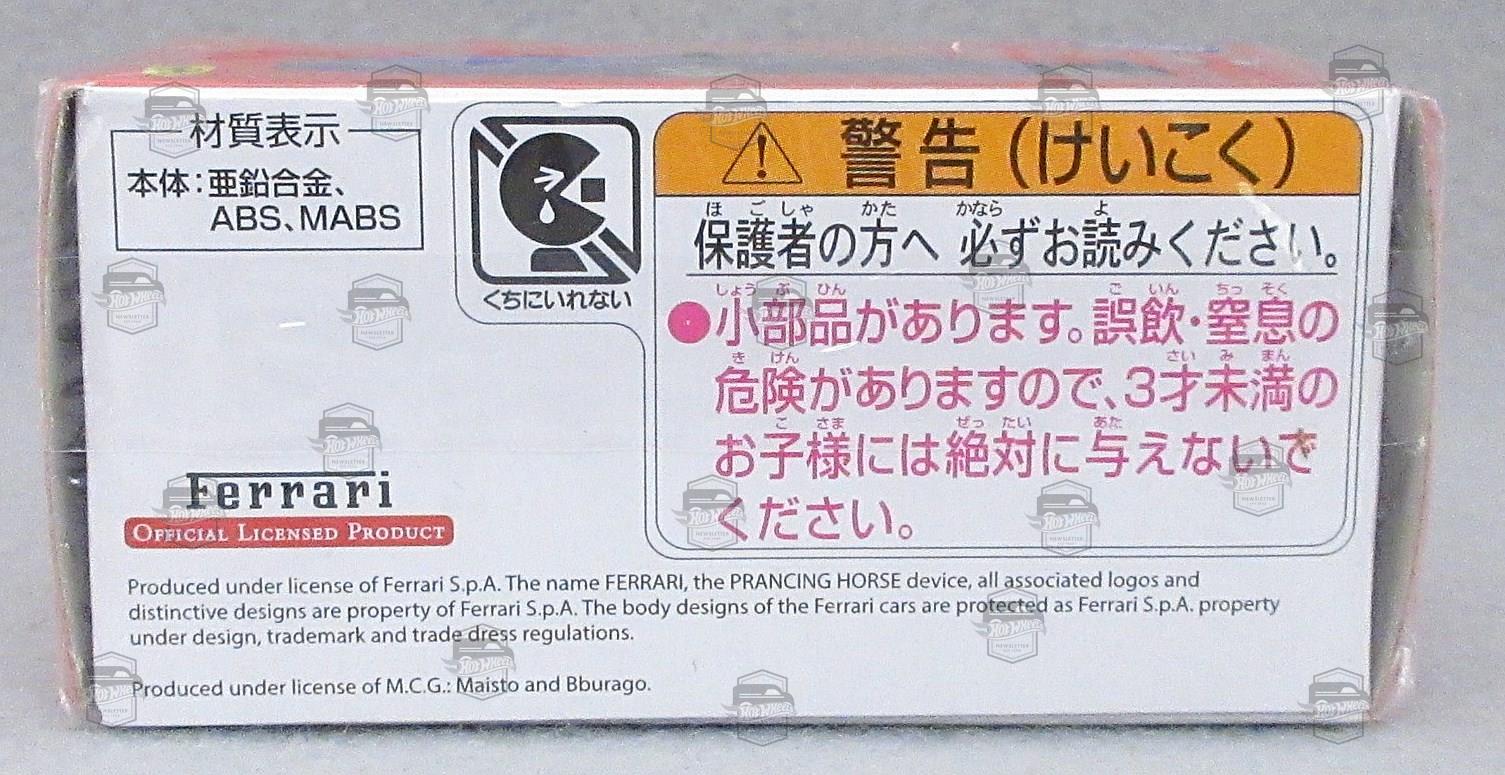 材質表示
本体：亜鉛合金、
ABS、MABS
くちにいれない
警告（けいこく）
ほ ご しゃ かた かなら よ
保護者の方へ 必ずお読みください。
しょう ぶ ひん ご いん ちっ そく
●小部品があります。誤飲・窒息の
き けん さい み まん
危険がありますので、3才未満の
こ さま ぜっ たい あた
お子様には絶対に与えないで
ください。
Ferrari
OFFICIAL LICENSED PRODUCT
Produced under license of Ferrari S.p.A. The name FERRARI, the PRANCING HORSE device, all associated logos and
distinctive designs are property of Ferrari S.p.A. The body designs of the Ferrari cars are protected as Ferrari S.p.A. property
under design, trademark and trade dress regulations.
Produced under license of M.C.G.: Maisto and Bburago.
HOT WHEELS
NEWSLETTER